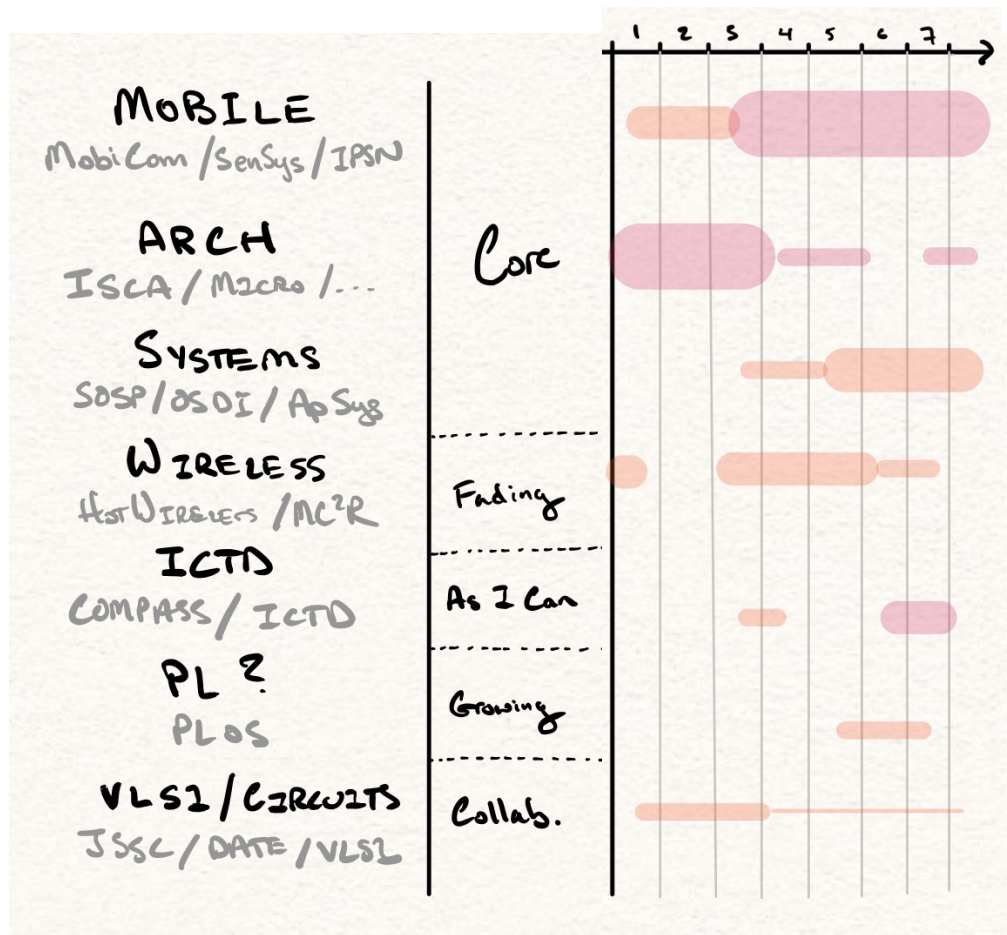 1 2 3 4 5 6 7
MOBILE
MobiCom / SenSys / IPSN
ARCH
ISCA / MICRO / ...
Core
SYSTEMS
SOSP / OSDI / ApSys
WIRELESS
HOTWIRELESS / MC²R
Fading
ICTD
COMPASS / ICTD
As I Can
PL ?
PLOS
Growing
VLSI / CIRCUITS
JSSC / DATE / VLSI
Collab.